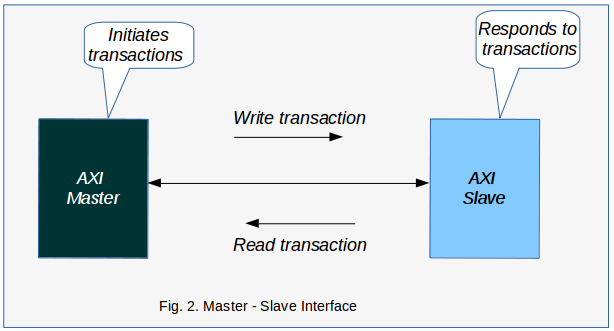 Initiates
transactions
Responds to
transactions
Write transaction
AXI
Master
AXI
Slave
Read transaction
Fig. 2. Master - Slave Interface